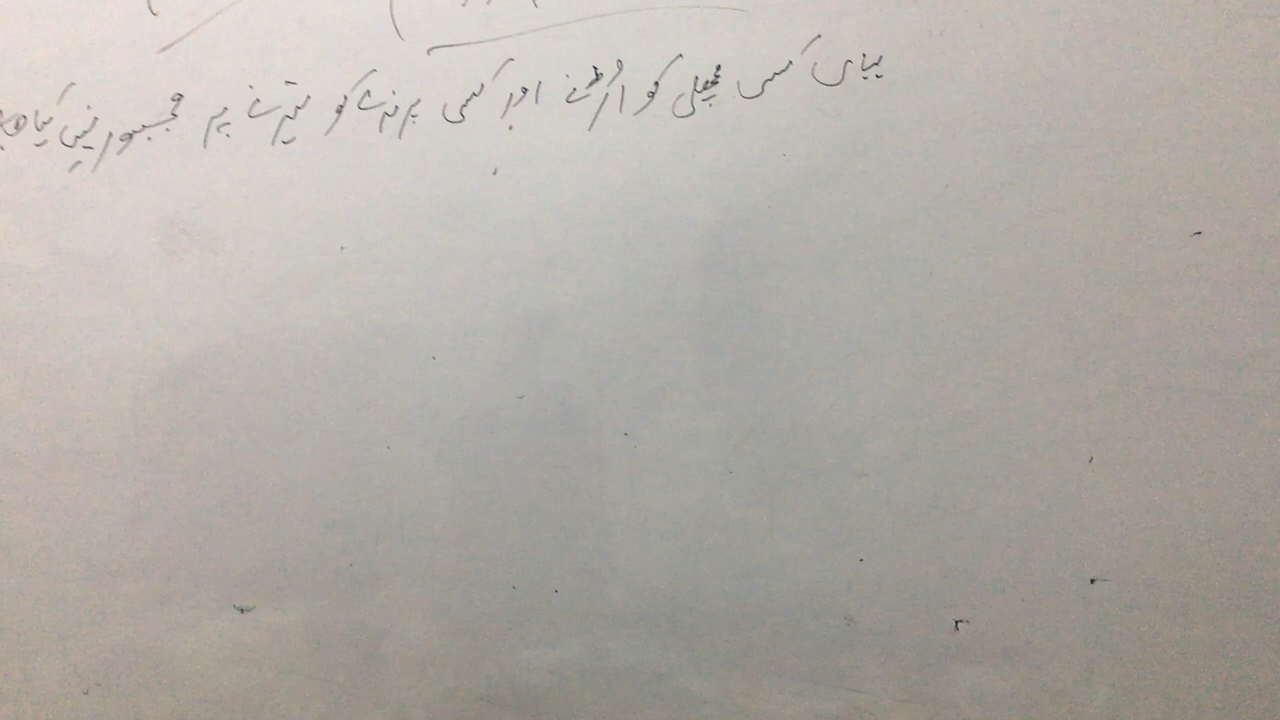 یہاں کسی مچھلی کو اڑنے اور کسی پرندے کو تیرنے پر مجبور نہیں کیا